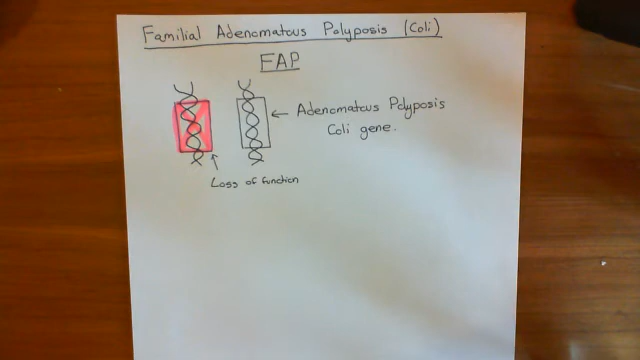 Familial Adenomatous Polyposis (Coli)
FAP
Adenomatous Polyposis
Coli gene.
Loss of function